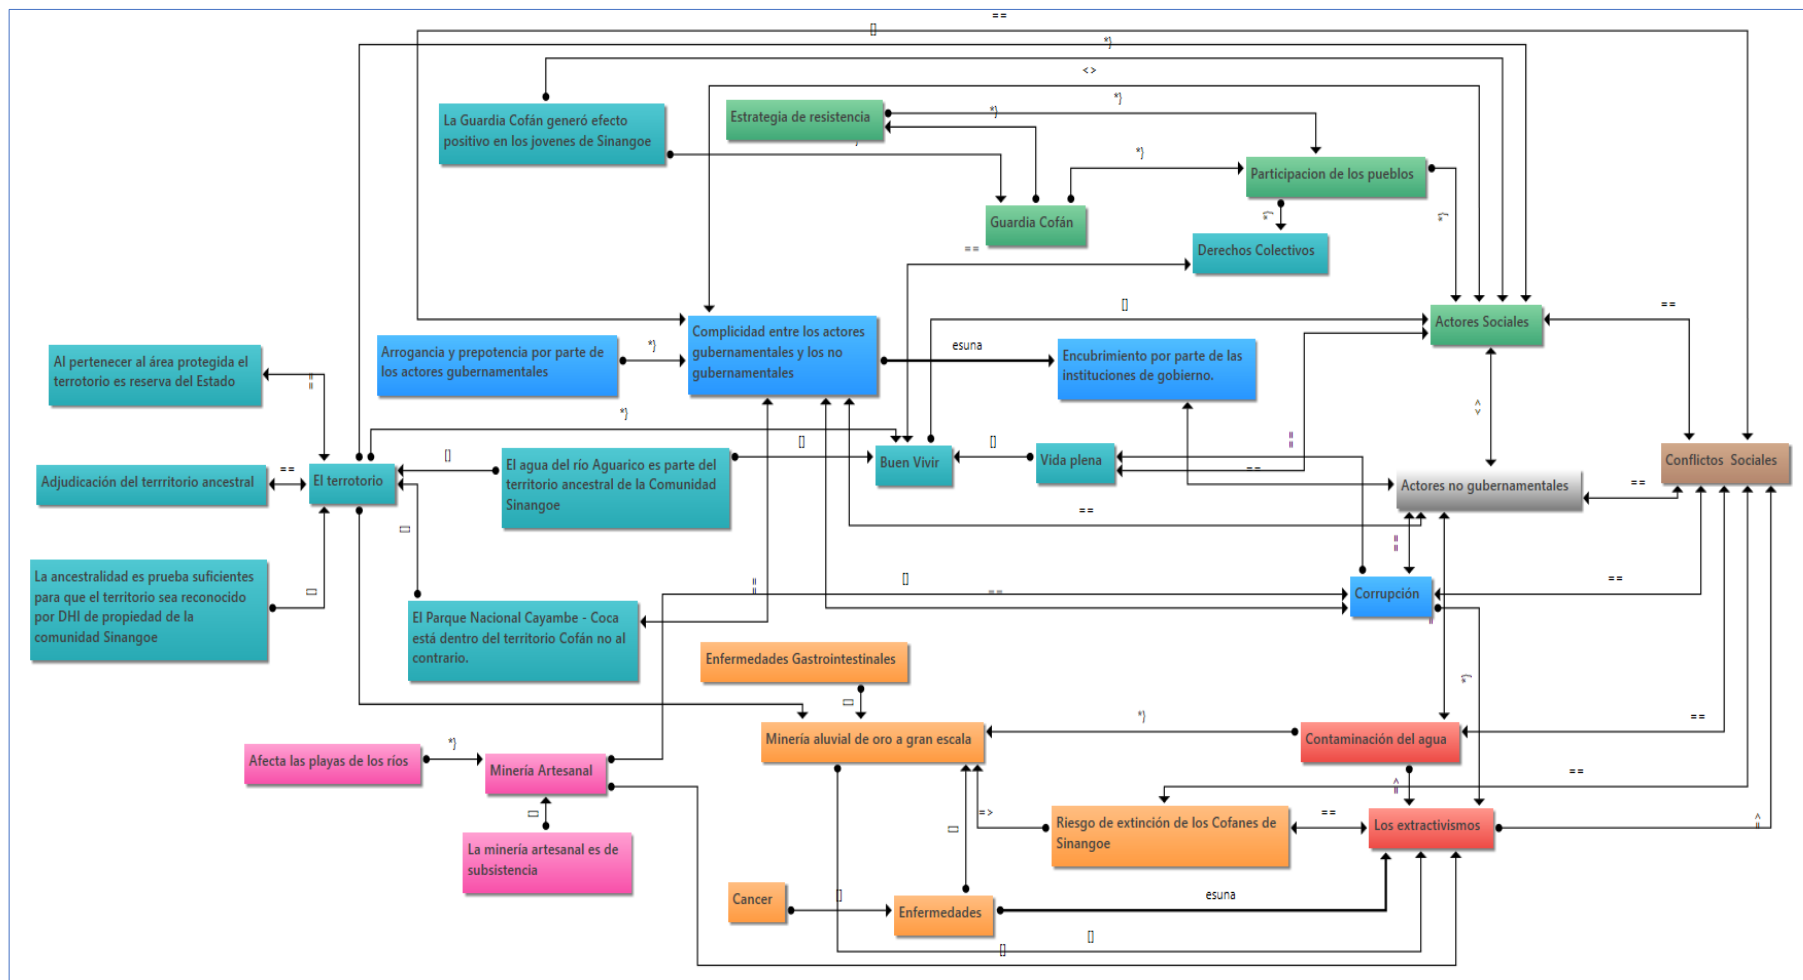 ==
[]
*}
<>
La Guardia Cofán generó efecto
positivo en los jovenes de Sinangoe
Estrategia de resistencia
*}
*}
*}
*}
Participacion de los pueblos
*}
*}
Guardia Cofán
==
Derechos Colectivos
[]
==
Actores Sociales
Complicidad entre los actores
gubernamentales y los no
gubernamentales
Arrogancia y prepotencia por parte de
los actores gubernamentales
*}
esuna
Encubrimiento por parte de las
instituciones de gobierno.
Al pertenecer al área protegida el
terrotorio es reserva del Estado
==
*}
<>
[]
[]
[]
==
Buen Vivir
Vida plena
==
Conflictos Sociales
Adjudicación del terrritorio ancestral
==
El terrotorio
El agua del río Aguarico es parte del
territorio ancestral de la Comunidad
Sinangoe
Actores no gubernamentales
==
==
[]
==
La ancestralidad es prueba suficientes
para que el territorio sea reconocido
por DHI de propiedad de la
comunidad Sinangoe
[]
El Parque Nacional Cayambe - Coca
está dentro del territorio Cofán no al
contrario.
==
[]
==
Corrupción
==
Enfermedades Gastrointestinales
[]
*}
Minería aluvial de oro a gran escala
*}
Contaminación del agua
==
Afecta las playas de los ríos
*}
Minería Artesanal
==
[]
=>
Riesgo de extinción de los Cofanes de
Sinangoe
==
Los extractivismos
La minería artesanal es de
subsistencia
[]
Cancer
[]
Enfermedades
esuna
[]
[]